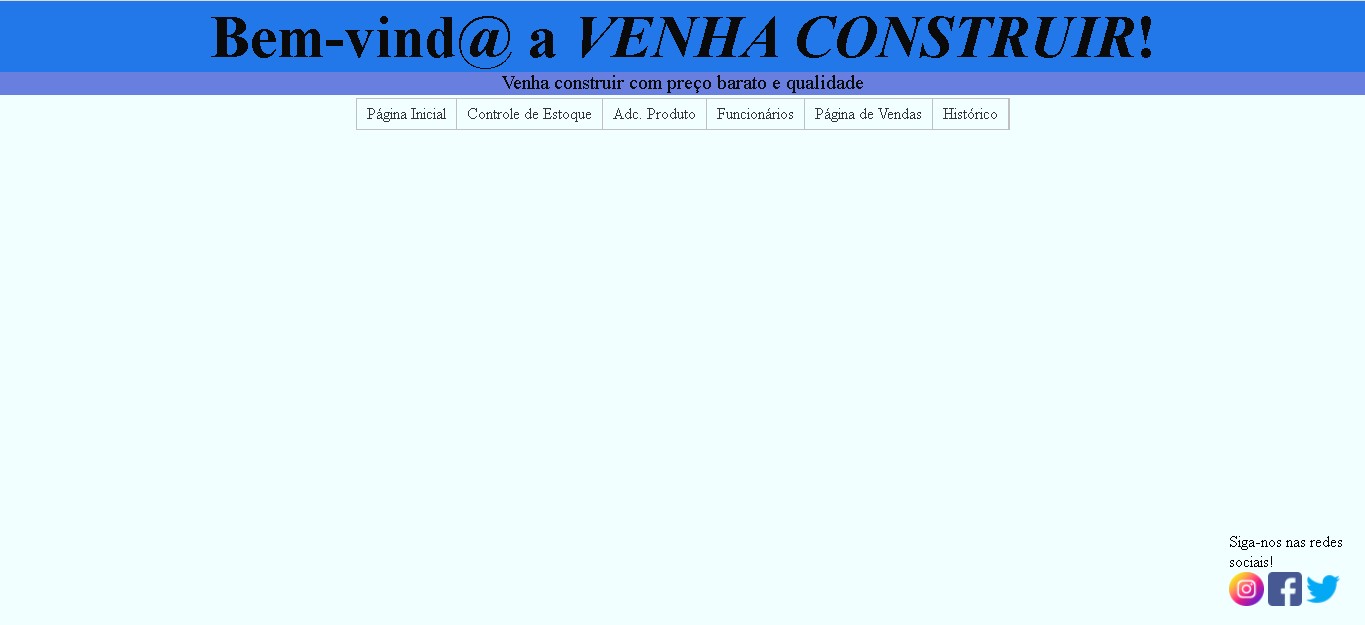 Bem-vind@ a VENHA CONSTRUIR!
Venha construir com preço barato e qualidade
Página Inicial Controle de Estoque Adc. Produto Funcionários Página de Vendas Histórico
Siga-nos nas redes
sociais!